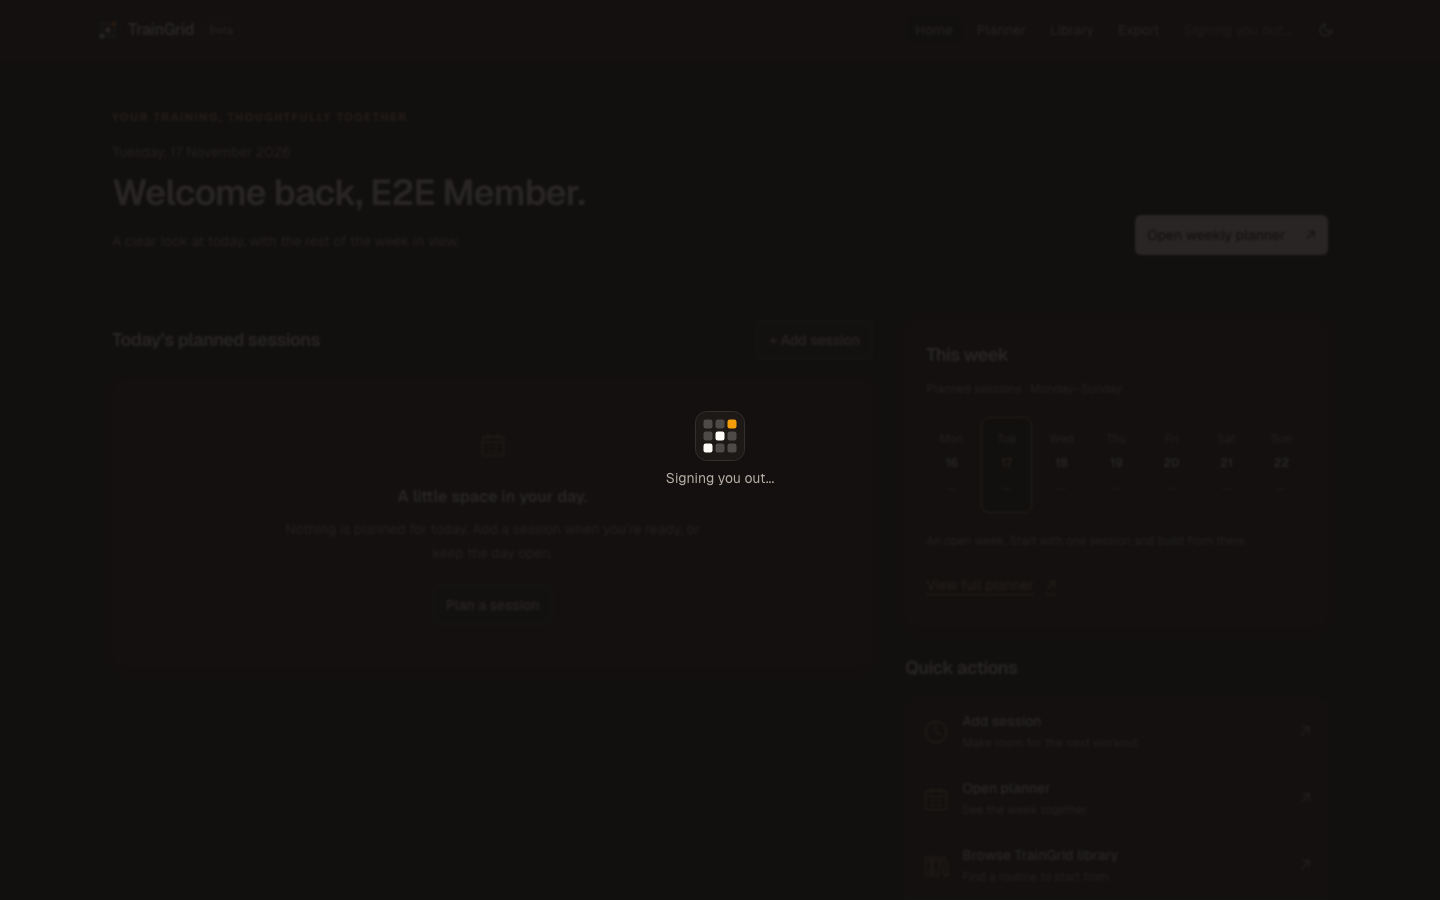 TrainGrid Beta
Home Planner Library Export Signing you out...
YOUR TRAINING, THOUGHTFULLY TOGETHER
Tuesday, 17 November 2026
Welcome back, E2E Member.
A clear look at today, with the rest of the week in view.
Open weekly planner
Today's planned sessions
+ Add session
A little space in your day.
Nothing is planned for today. Add a session when you're ready, or
keep the day open.
Plan a session
Signing you out...
This week
Planned sessions · Monday–Sunday
Mon Tue Wed Thu Fri Sat Sun
16 17 18 19 20 21 22
– – – – – – –
An open week. Start with one session and build from there.
View full planner
Quick actions
Add session
Make room for the next workout
Open planner
See the week together
Browse TrainGrid library
Find a routine to start from